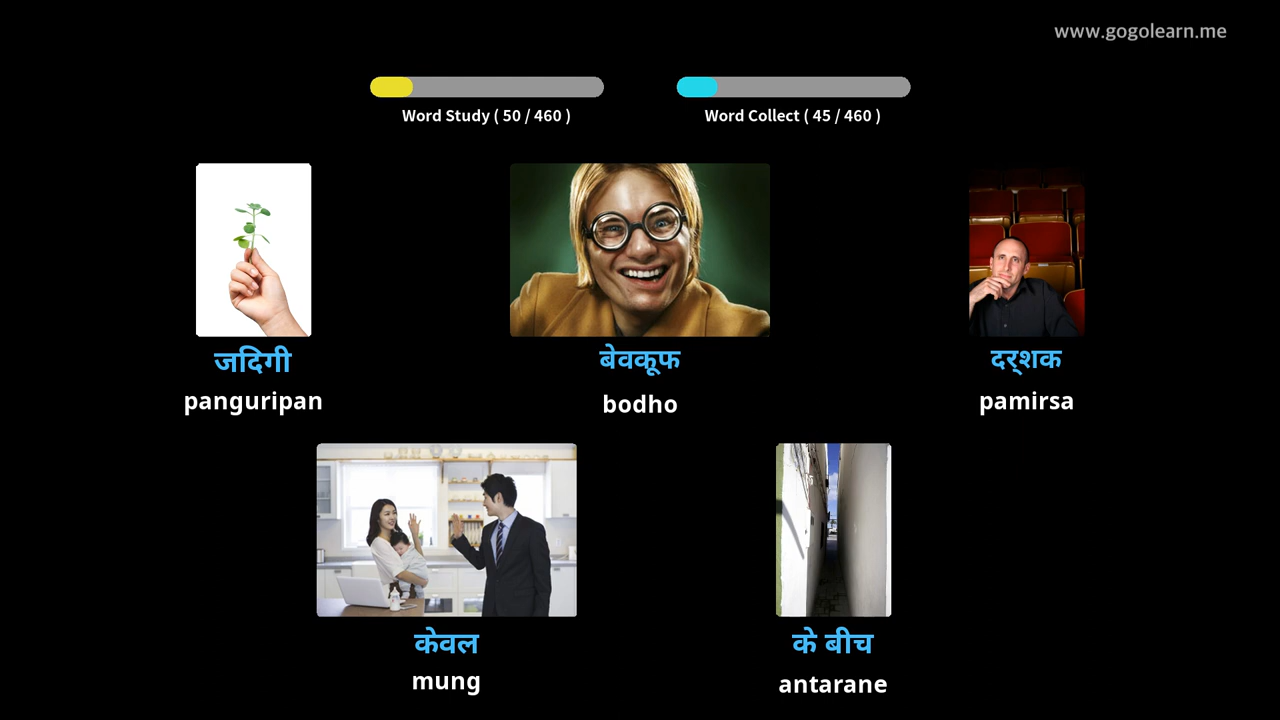 www.gogolearn.me
Word Study ( 50 / 460 )
Word Collect ( 45 / 460 )
जदिगी
panguripan
बेवकूफ
bodho
दर्‌शक
pamirsa
केवल
mung
के बीच
antarane